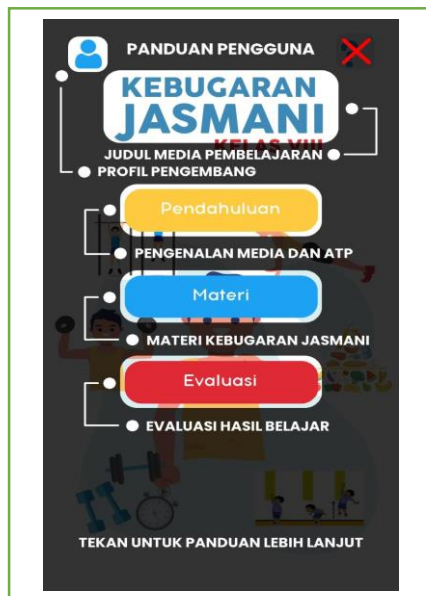 PANDUAN PENGGUNA
KEBUGARAN
JASMANI
KELAS VIII
JUDUL MEDIA PEMBELAJARAN
PROFIL PENGEMBANG
Pendahuluan
PENGENALAN MEDIA DAN ATP
Materi
MATERI KEBUGARAN JASMANI
Evaluasi
EVALUASI HASIL BELAJAR
TEKAN UNTUK PANDUAN LEBIH LANJUT